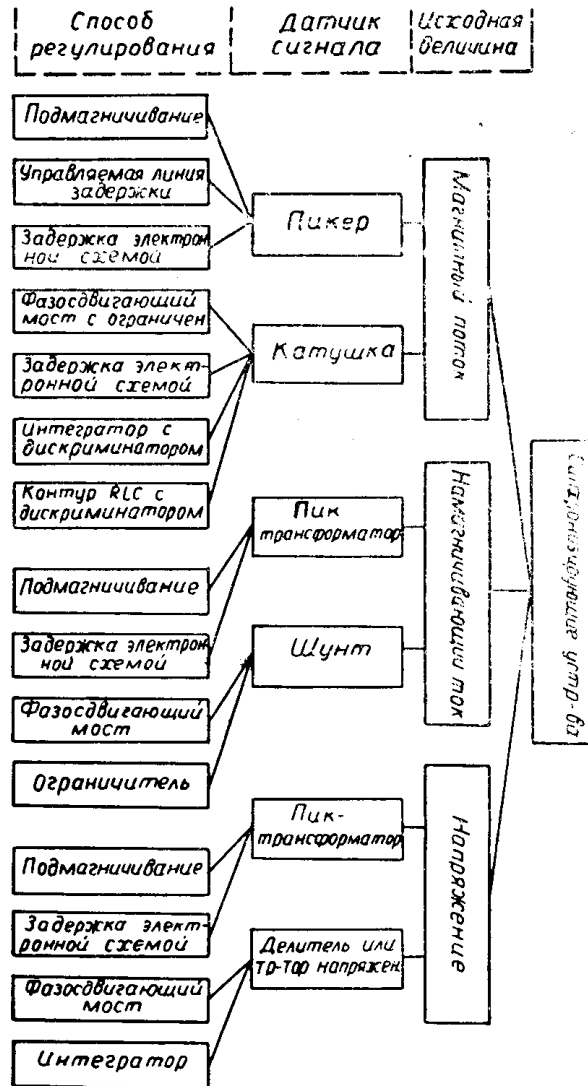 Способ
регулирования
Датчик
сигнала
Исходная
величина
Подмагничивание
Управляемая линия
задержки
Задержка электрон
ной схемой
Фазосдвигающий
мост с ограничен
Задержка элект-
ронной схемой
Интегратор с
дискриминатором
Контур RLC с
дискриминатором
Подмагничивание
Задержка электрон
ной схемой
Фазосдвигающий
мост
Ограничитель
Подмагничивание
Задержка элект-
ронной схемой
Фазосдвигающий
мост
Интегратор
Пикер
Катушка
Пик
трансформатор
Шунт
Пик-
трансформатор
Делитель или
тр-тор напряжен.
Магнитный поток
Намагничивающий ток
Напряжение
Синхронизирующие устр-ва